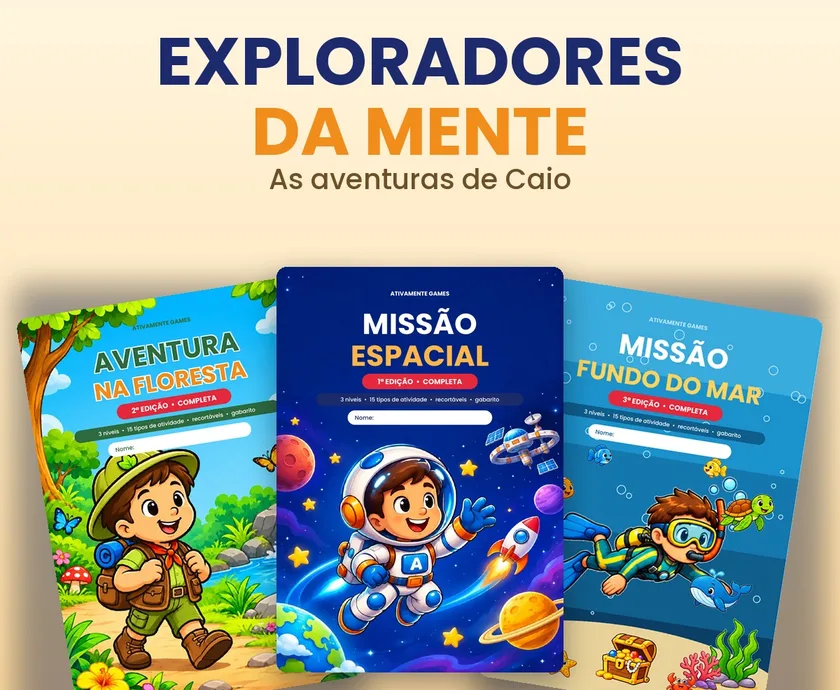 EXPLORADORES
DA MENTE
As aventuras de Caio
ATIVAMENTE GAMES
AVENTURA
NA FLORESTA
2ª EDIÇÃO • COMPLETA
3 níveis • 15 tipos de atividade • recortáveis • gabarito
Nome:
ATIVAMENTE GAMES
MISSÃO
ESPACIAL
1ª EDIÇÃO • COMPLETA
3 níveis • 15 tipos de atividade • recortáveis • gabarito
Nome:
A
ATIVAMENTE GAMES
MISSÃO
FUNDO DO MAR
3ª EDIÇÃO • COMPLETA
3 níveis • 15 tipos de atividade • recortáveis • gabarito
Nome: